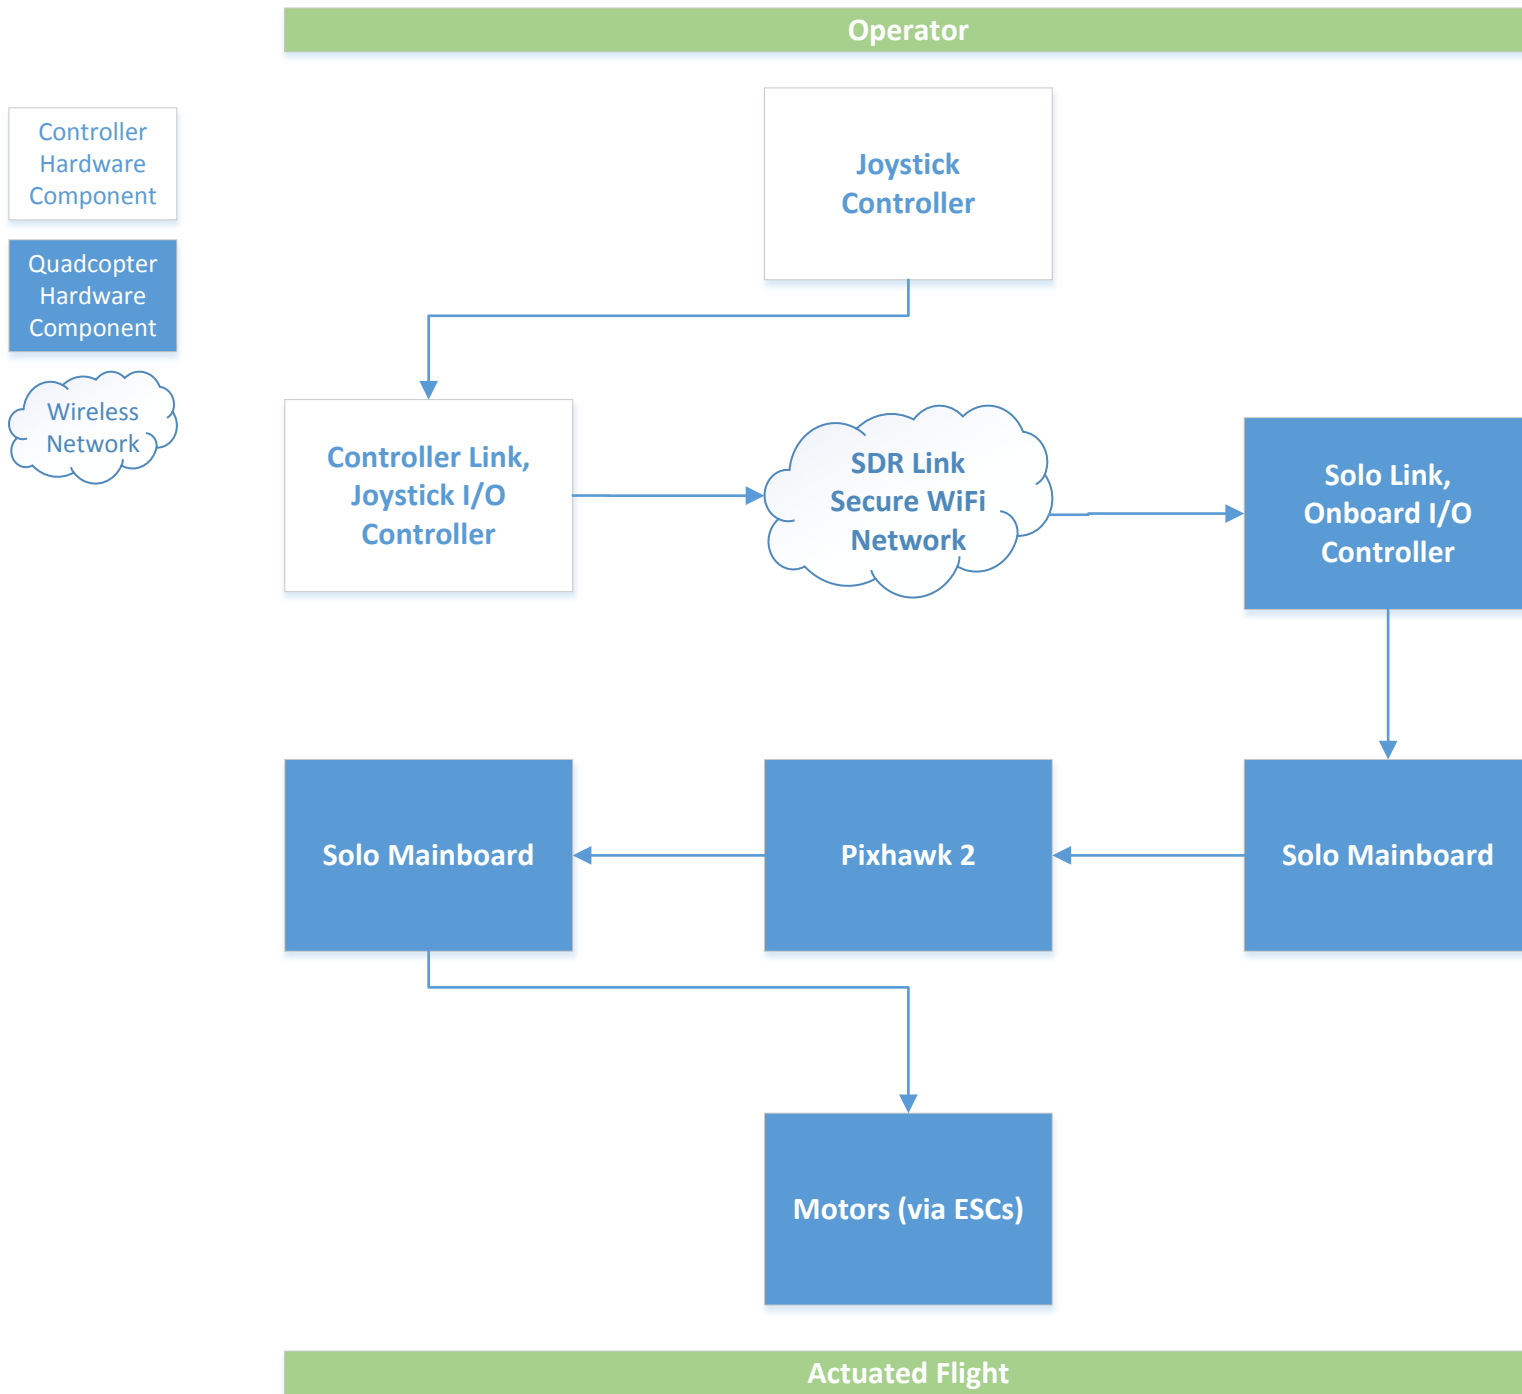 Operator
Controller
Hardware
Component
Quadcopter
Hardware
Component
Wireless
Network
Joystick
Controller
Controller Link,
Joystick I/O
Controller
SDR Link
Secure WiFi
Network
Solo Link,
Onboard I/O
Controller
Solo Mainboard
Pixhawk 2
Solo Mainboard
Motors (via ESCs)
Actuated Flight